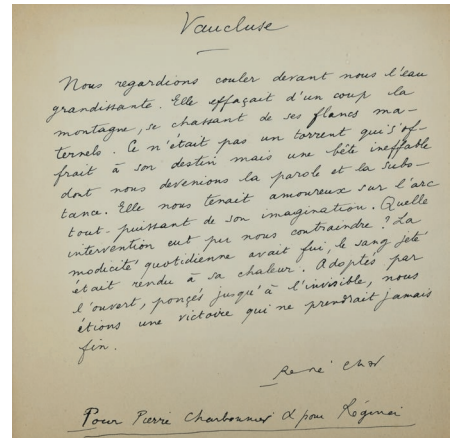 Vaucluse
Nous regardions couler devant nous l'eau
grandissante. Elle effaçait d'un coup la
montagne, se chassant de ses flancs ma-
ternels. Ce n'était pas un torrent qui s'of-
frait à son destin mais une bête ineffable
dont nous devenions la parole et la subs-
tance. Elle nous tenait amoureux sur l'arc
tout-puissant de son imagination. Quelle
intervention eut pu nous contraindre ? La
modicité quotidienne avait fui, le sang jeté
était rendu à sa chaleur. Adoptés par
l'ouvert, poncés jusqu'à l'invisible, nous
étions une victoire qui ne prendrait jamais
fin.
René Char
Pour Pierre Charbonnier & pour Régina